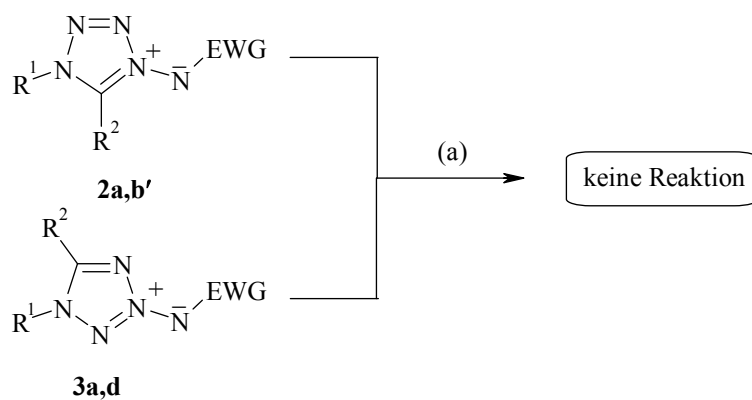 N=N
N
R¹
N
+
N
N̄
EWG
R²
2a,b′
(a)
keine Reaktion
R²
N
R¹
N
N
N
+
N̄
EWG
3a,d